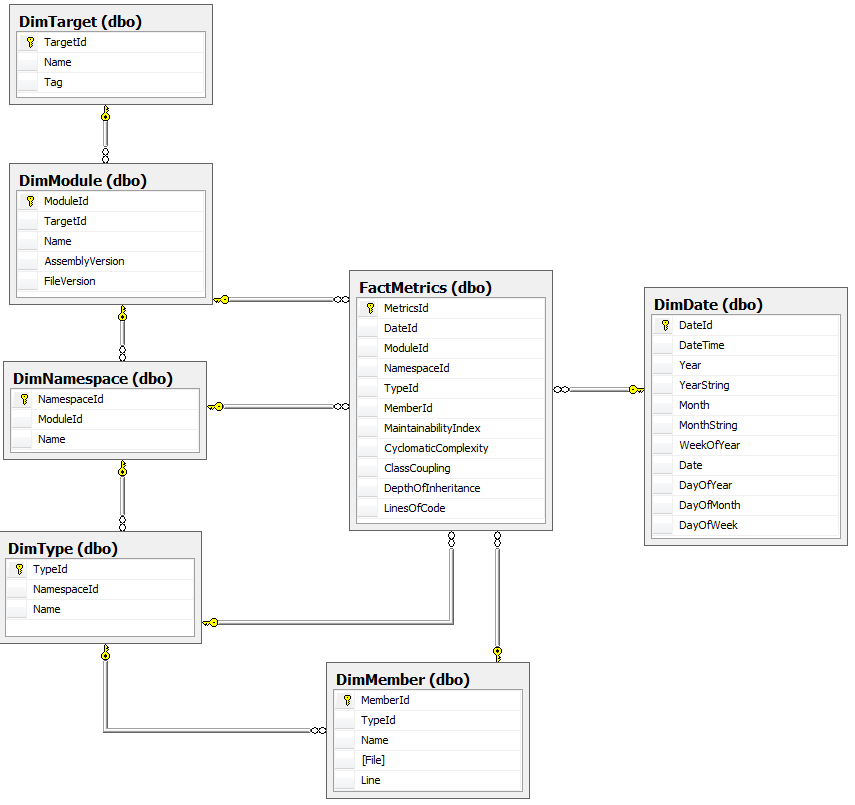 DimTarget (dbo)
TargetId
Name
Tag
DimModule (dbo)
ModuleId
TargetId
Name
AssemblyVersion
FileVersion
DimNamespace (dbo)
NamespaceId
ModuleId
Name
DimType (dbo)
TypeId
NamespaceId
Name
FactMetrics (dbo)
MetricsId
DateId
ModuleId
NamespaceId
TypeId
MemberId
MaintainabilityIndex
CyclomaticComplexity
ClassCoupling
DepthOfInheritance
LinesOfCode
DimMember (dbo)
MemberId
TypeId
Name
[File]
Line
DimDate (dbo)
DateId
DateTime
Year
YearString
Month
MonthString
WeekOfYear
Date
DayOfYear
DayOfMonth
DayOfWeek